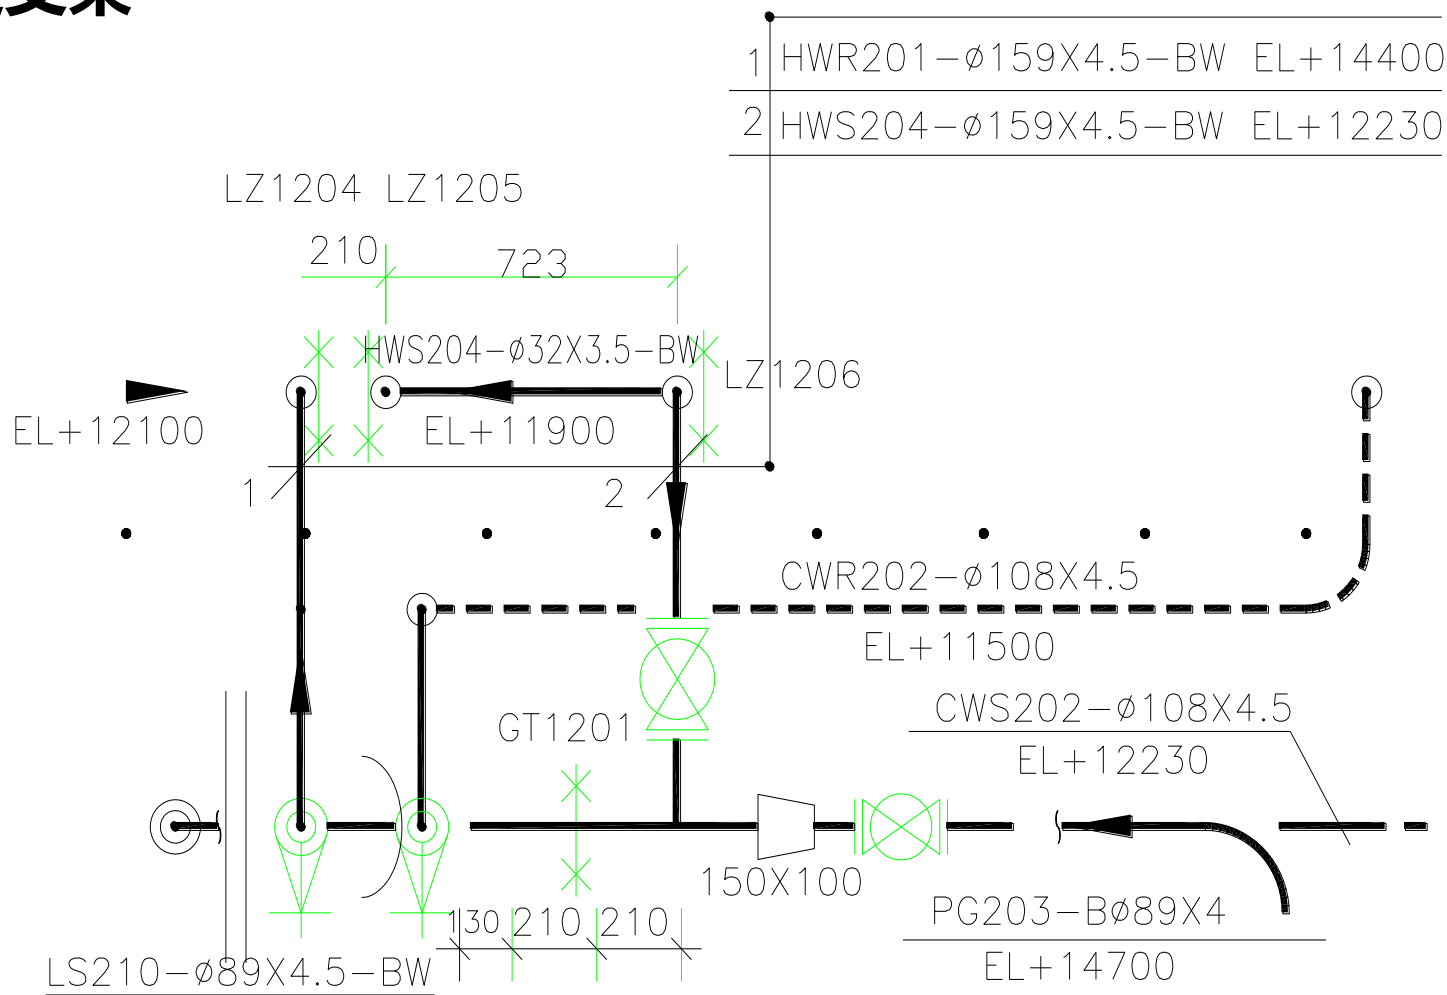 支架
1 HWR201-ø159X4.5-BW EL+14400
2 HWS204-ø159X4.5-BW EL+12230
LZ1204 LZ1205
210 723
HWS204-ø32X3.5-BW
LZ1206
EL+12100 EL+11900
1 2
CWR202-ø108X4.5
EL+11500
CWS202-ø108X4.5
GT1201
EL+12230
150X100
PG203-Bø89X4
130 210 210
EL+14700
LS210-ø89X4.5-BW